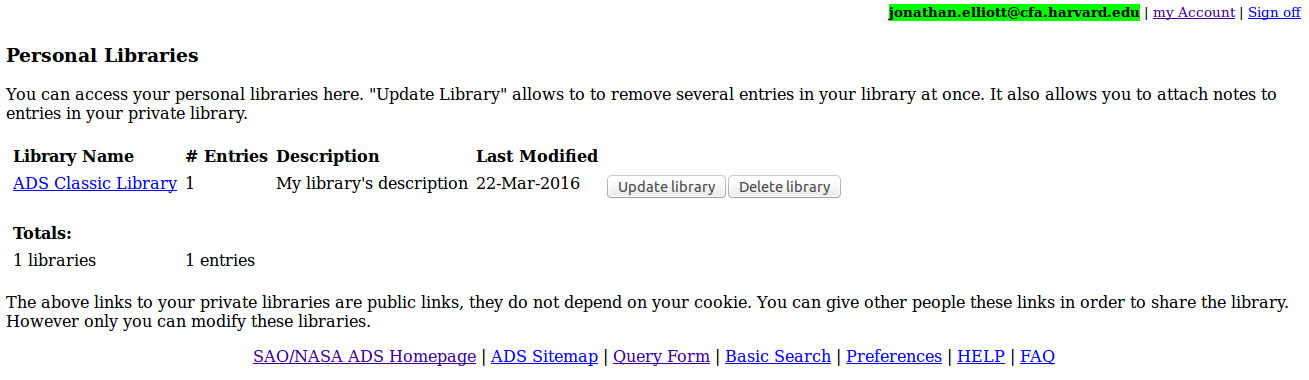 jonathan.elliott@cfa.harvard.edu | my Account | Sign off
Personal Libraries
You can access your personal libraries here. "Update Library" allows to to remove several entries in your library at once. It also allows you to attach notes to
entries in your private library.
Library Name # Entries Description Last Modified
ADS Classic Library 1 My library's description 22-Mar-2016 Update library Delete library
Totals:
1 libraries 1 entries
The above links to your private libraries are public links, they do not depend on your cookie. You can give other people these links in order to share the library.
However only you can modify these libraries.
SAO/NASA ADS Homepage | ADS Sitemap | Query Form | Basic Search | Preferences | HELP | FAQ